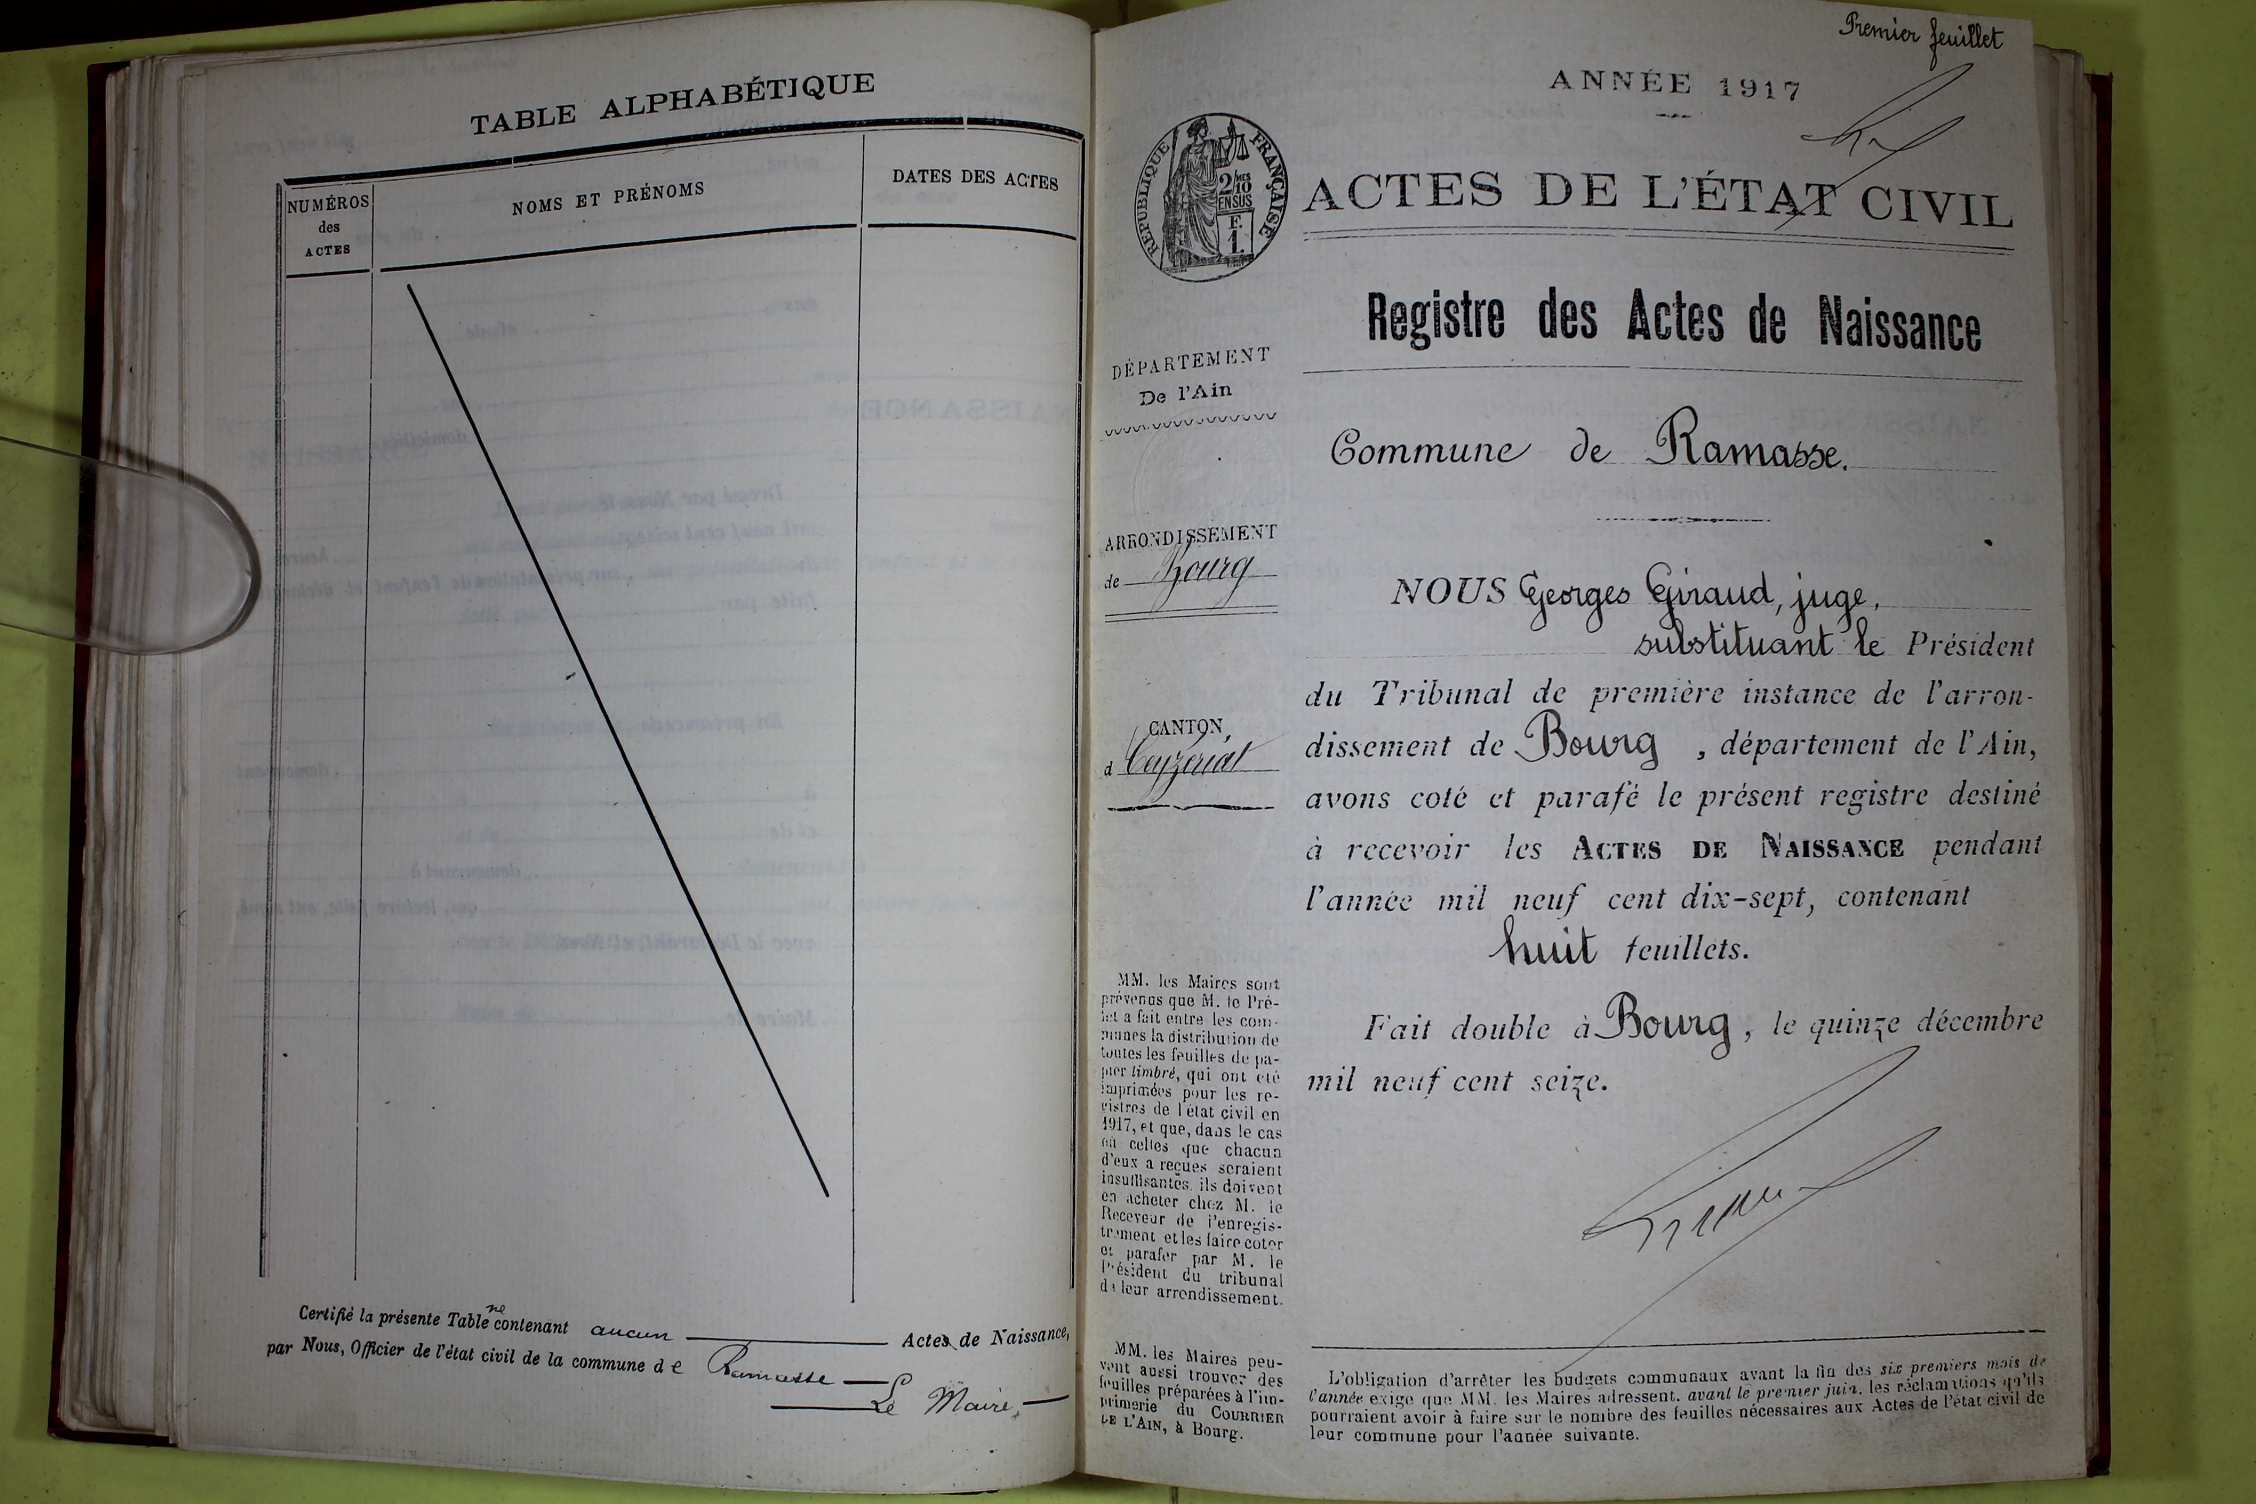 TABLE ALPHABÉTIQUE
NUMÉROS
des
ACTES
NOMS ET PRÉNOMS
DATES DES ACTES
Certifié la présente Table ne contenant aucun Actes de Naissance,
par Nous, Officier de l'état civil de la commune de Ramasse
Le Maire,
Premier feuillet
ANNÉE 1917
RÉPUBLIQUE FRANÇAISE
2/10
EN SUS
F.
1.
ACTES DE L'ÉTAT CIVIL
Registre des Actes de Naissance
DÉPARTEMENT
De l'Ain
Commune de Ramasse.
ARRONDISSEMENT
de Bourg
CANTON
d Ceyzériat
NOUS Georges Giraud, juge,
substituant le Président
du Tribunal de première instance de l'arron-
dissement de Bourg, département de l'Ain,
avons coté et parafé le présent registre destiné
à recevoir les ACTES DE NAISSANCE pendant
l'année mil neuf cent dix-sept, contenant
huit feuillets.
Fait double à Bourg, le quinze décembre
mil neuf cent seize.
MM. les Maires sont
prévenus que M. le Pré-
fet a fait entre les com-
munes la distribution de
toutes les feuilles de pa-
pier timbré, qui ont été
imprimées pour les re-
gistres de l'état civil en
1917, et que, dans le cas
où celles que chacun
d'eux a reçues seraient
insuffisantes, ils doivent
en acheter chez M. le
Receveur de l'enregis-
trement et les faire coter
et parafer par M. le
Président du tribunal
de leur arrondissement.
MM. les Maires peu-
vent aussi trouver des
feuilles préparées à l'im-
primerie du COURRIER
DE L'AIN, à Bourg.
L'obligation d'arrêter les budgets communaux avant la fin des six premiers mois de
l'année exige que MM. les Maires adressent, avant le premier juin, les réclamations qu'ils
pourraient avoir à faire sur le nombre des feuilles nécessaires aux Actes de l'état civil de
leur commune pour l'année suivante.